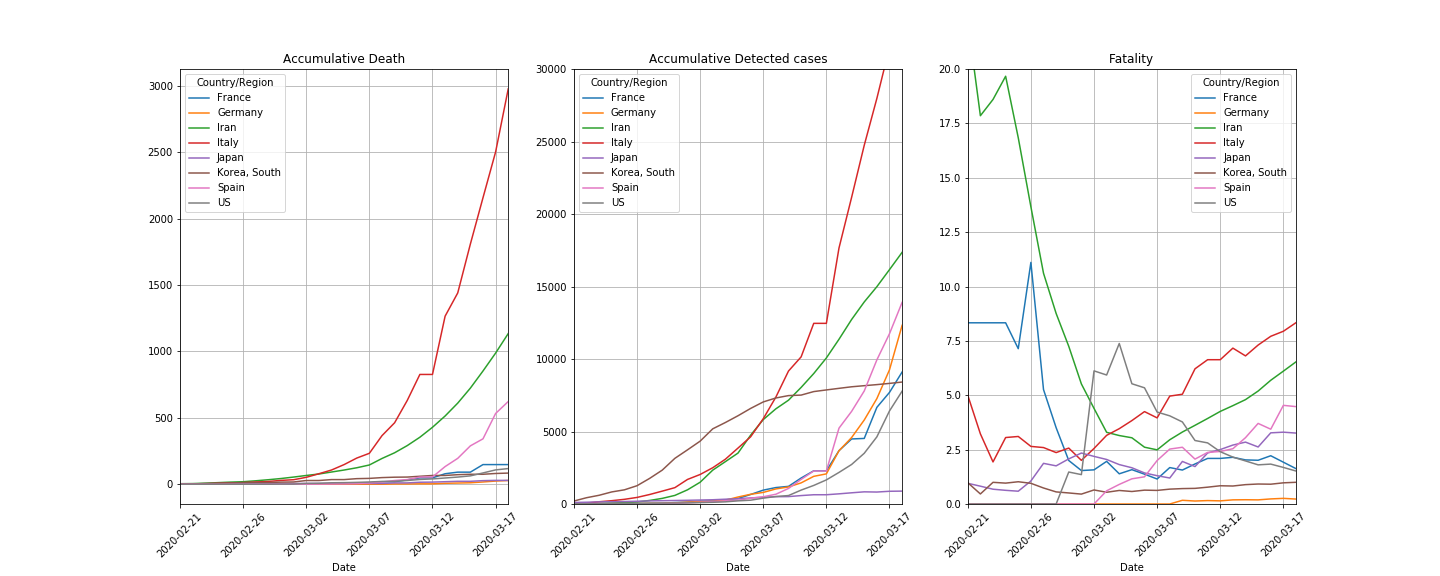 Accumulative Death
3000
2500
2000
1500
1000
500
0
Country/Region
France
Germany
Iran
Italy
Japan
Korea, South
Spain
US
2020-02-21
2020-02-26
2020-03-02
2020-03-07
2020-03-12
2020-03-17
Date
Accumulative Detected cases
30000
25000
20000
15000
10000
5000
0
Country/Region
France
Germany
Iran
Italy
Japan
Korea, South
Spain
US
2020-02-21
2020-02-26
2020-03-02
2020-03-07
2020-03-12
2020-03-17
Date
Fatality
20.0
17.5
15.0
12.5
10.0
7.5
5.0
2.5
0.0
Country/Region
France
Germany
Iran
Italy
Japan
Korea, South
Spain
US
2020-02-21
2020-02-26
2020-03-02
2020-03-07
2020-03-12
2020-03-17
Date